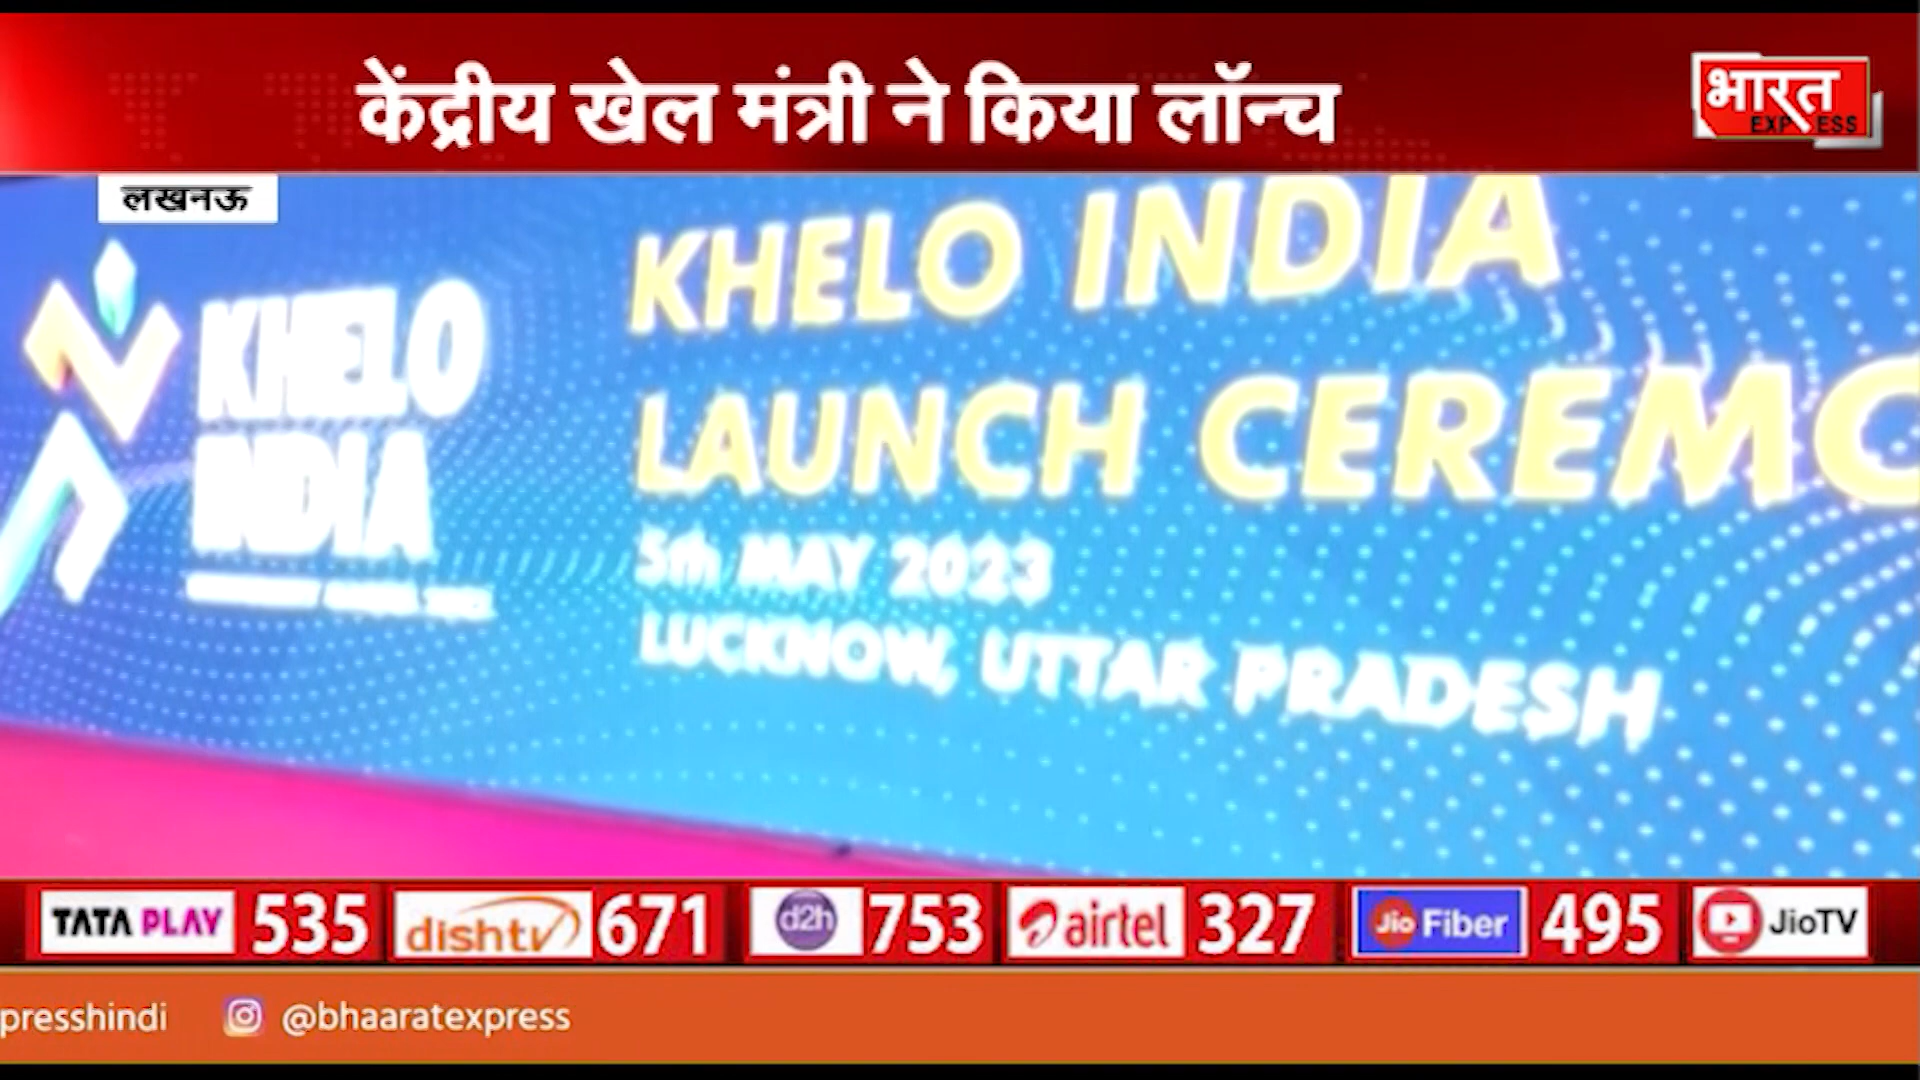 केंद्रीय खेल मंत्री ने किया लॉन्च
भारत
EXPRESS
लखनऊ
KHELO
INDIA
KHELO INDIA
LAUNCH CEREMO
5th MAY 2023
LUCKNOW, UTTAR PRADESH
TATA PLAY 535 dishtv 671 d2h 753 airtel 327 Jio Fiber 495 JioTV
presshindi @bhaaratexpress